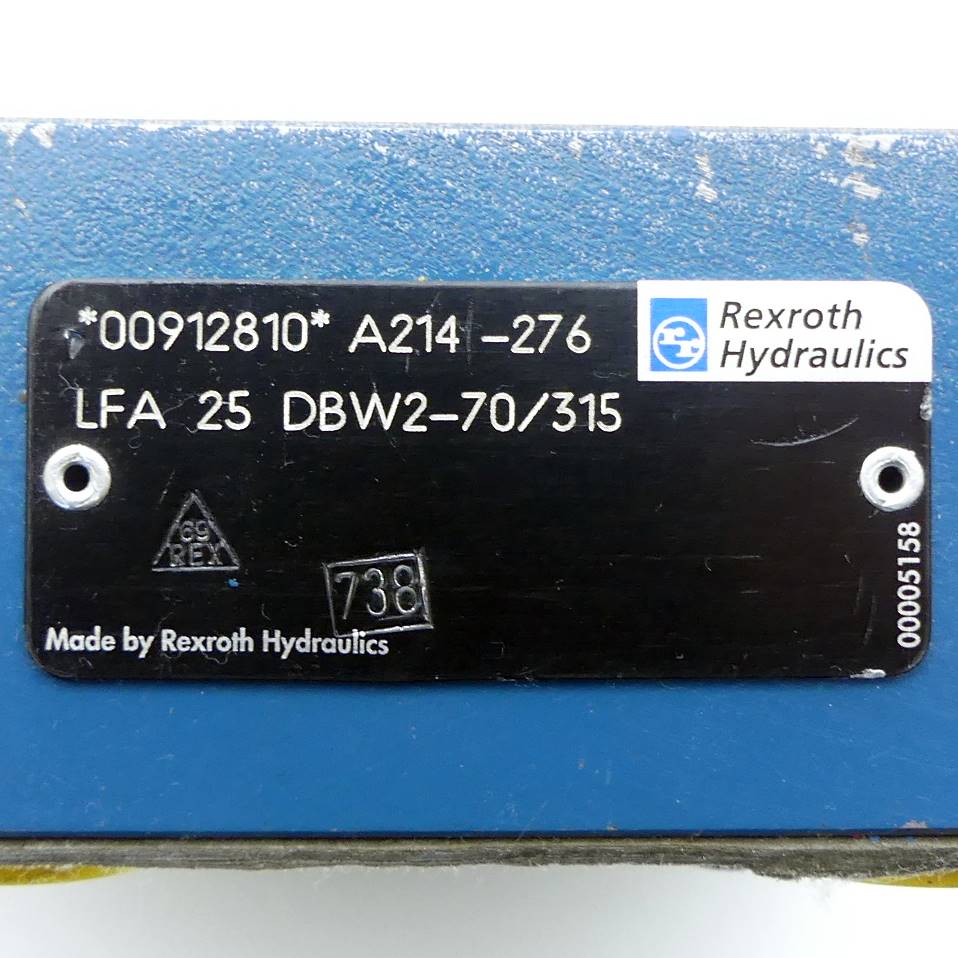 *00912810* A214 -276
Rexroth
Hydraulics
LFA 25 DBW2-70/315
69
REX
738
Made by Rexroth Hydraulics
00005158